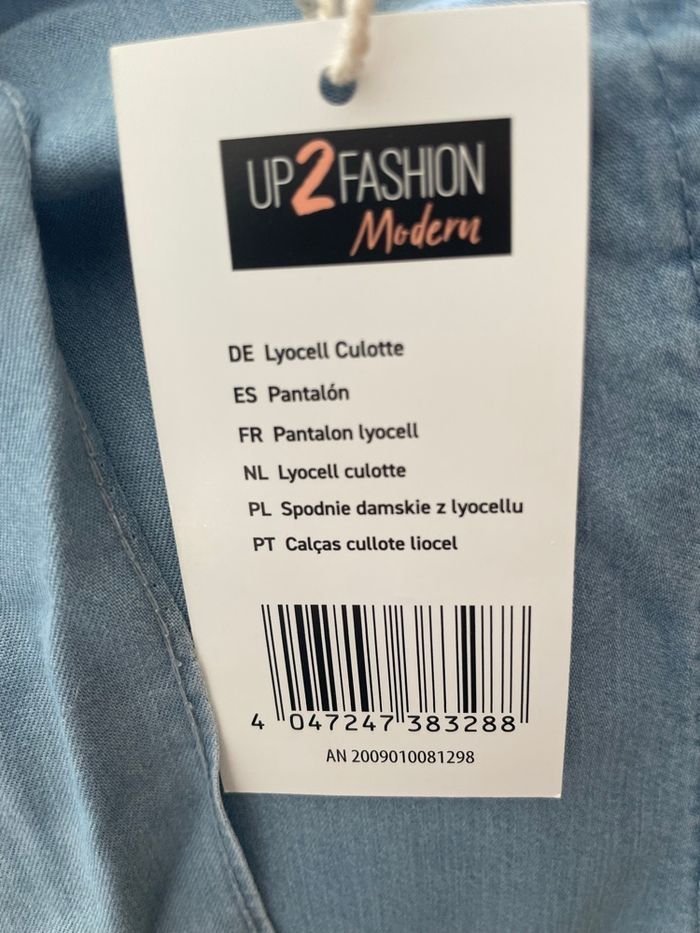 UP2FASHION
Modern
DE Lyocell Culotte
ES Pantalón
FR Pantalon lyocell
NL Lyocell culotte
PL Spodnie damskie z lyocellu
PT Calças cullote liocel
4 047247 383288
AN 2009010081298